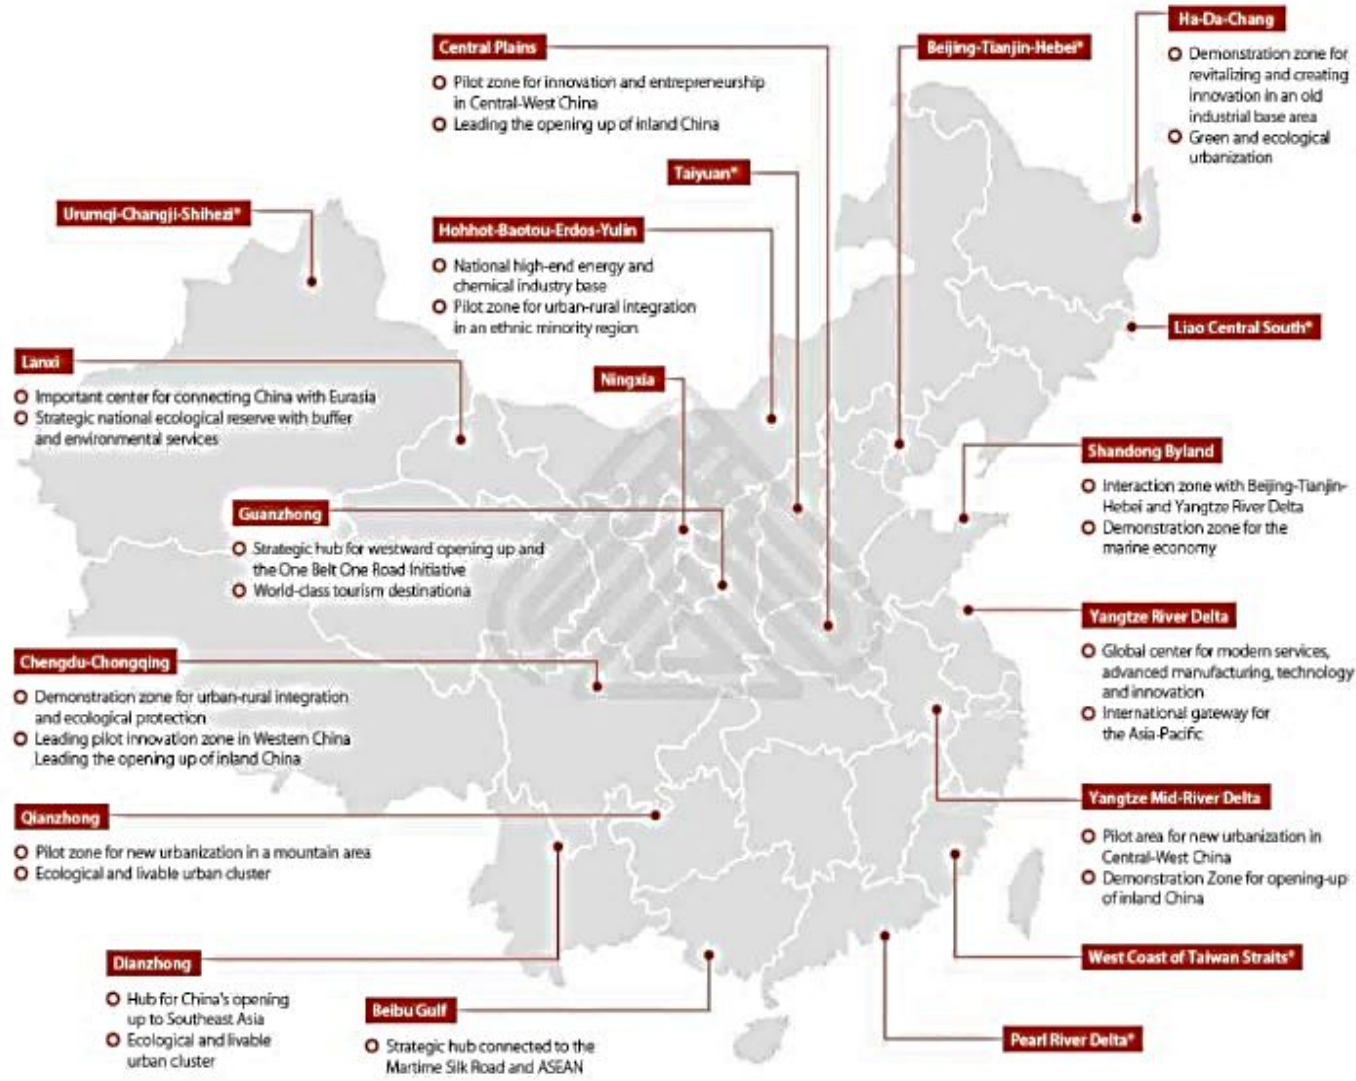 Ha-Da-Chang
Demonstration zone for
revitalizing and creating
innovation in an old
industrial base area
Green and ecological
urbanization
Central Plains
Pilot zone for innovation and entrepreneurship
in Central-West China
Leading the opening up of inland China
Beijing-Tianjin-Hebei*
Taiyuan*
Urumqi-Changji-Shihezi*
Hohhot-Baotou-Erdos-Yulin
National high-end energy and
chemical industry base
Pilot zone for urban-rural integration
in an ethnic minority region
Liao Central South*
Lanxi
Important center for connecting China with Eurasia
Strategic national ecological reserve with buffer
and environmental services
Ningxia
Shandong Byland
Interaction zone with Beijing-Tianjin-
Hebei and Yangtze River Delta
Demonstration zone for the
marine economy
Guanzhong
Strategic hub for westward opening up and
the One Belt One Road Initiative
World-class tourism destinationa
Yangtze River Delta
Global center for modern services,
advanced manufacturing, technology
and innovation
International gateway for
the Asia-Pacific
Chengdu-Chongqing
Demonstration zone for urban-rural integration
and ecological protection
Leading pilot innovation zone in Western China
Leading the opening up of inland China
Yangtze Mid-River Delta
Pilot area for new urbanization in
Central-West China
Demonstration Zone for opening-up
of inland China
Qianzhong
Pilot zone for new urbanization in a mountain area
Ecological and livable urban cluster
West Coast of Taiwan Straits*
Dianzhong
Hub for China's opening
up to Southeast Asia
Ecological and livable
urban cluster
Beibu Gulf
Strategic hub connected to the
Martime Silk Road and ASEAN
Pearl River Delta*